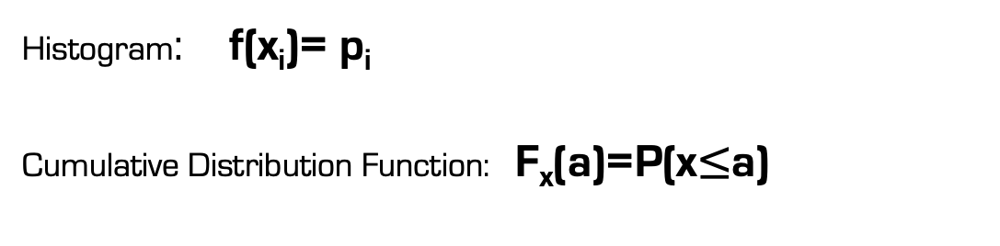 Histogram: f(xᵢ)= pᵢ
Cumulative Distribution Function: Fₓ(a)=P(x≤a)